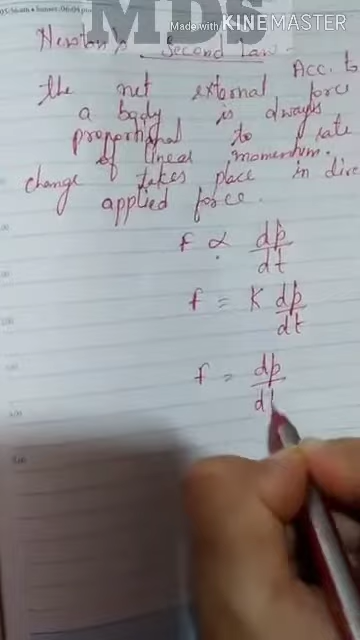 MDS
Made with KINEMASTER
Newton's Second Law -
Acc. to
the net external force
a body is always
proportional to rate
of linear momentum.
change takes place in dire
applied force.
f ∝ dp/dt
f = K dp/dt
f = dp/d